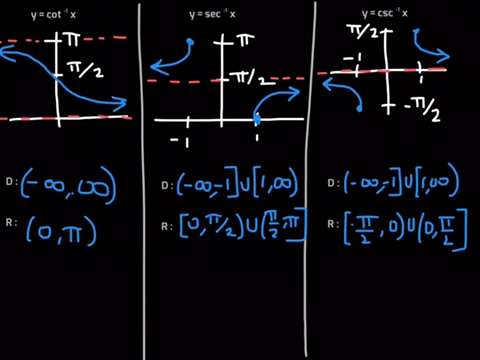 y = cot⁻¹ x
π
π/2
D: (-∞, ∞)
R: (0, π)
y = sec⁻¹ x
π
π/2
-1 1
D: (-∞,-1]∪[1,∞)
R: [0,π/2)∪(π/2,π]
y = csc⁻¹ x
π/2
-1 1
-π/2
D: (-∞,-1]∪[1,∞)
R: [-π/2, 0)∪(0, π/2]